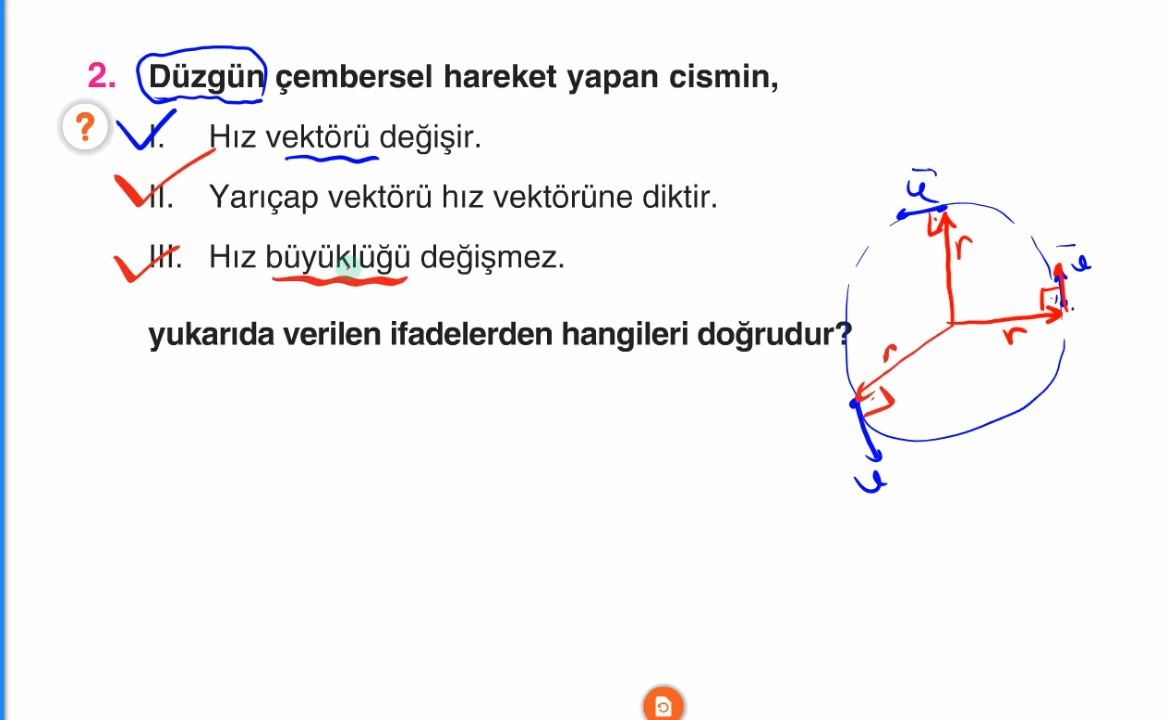 2. Düzgün çembersel hareket yapan cismin,
? I. Hız vektörü değişir.
II. Yarıçap vektörü hız vektörüne diktir.
III. Hız büyüklüğü değişmez.
yukarıda verilen ifadelerden hangileri doğrudur?
r
r
r